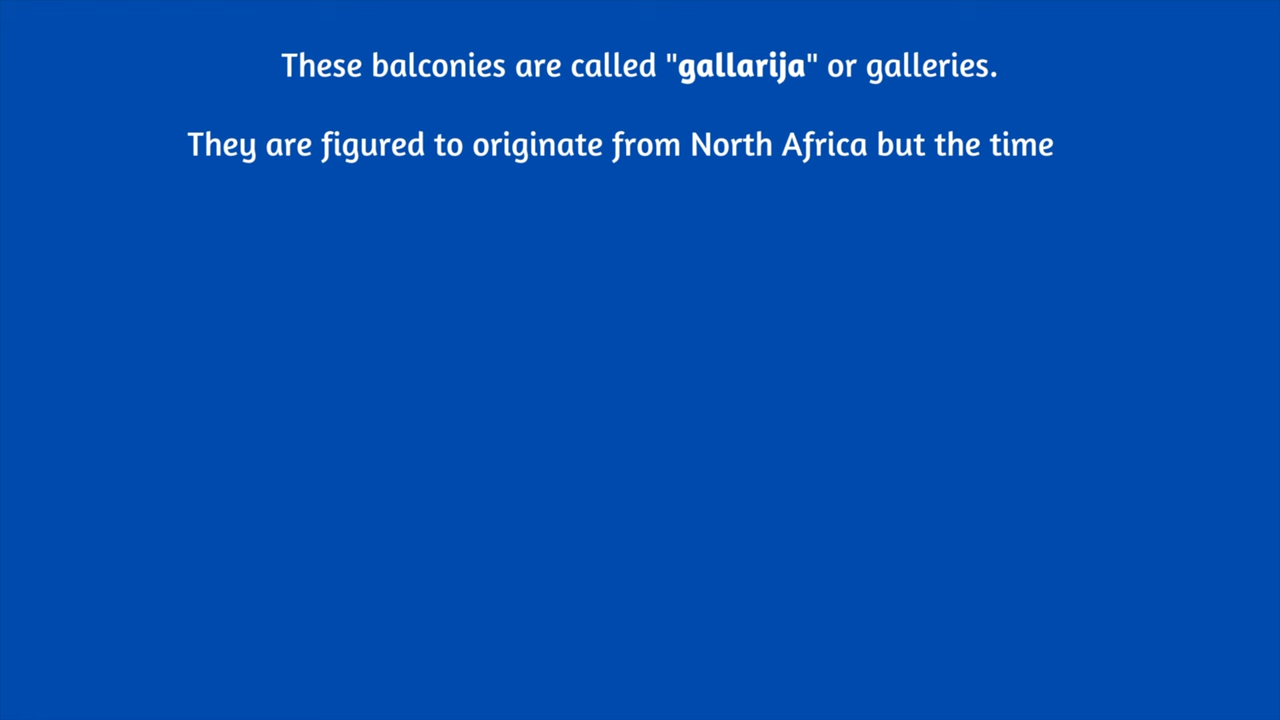 These balconies are called "gallarija" or galleries.
They are figured to originate from North Africa but the time